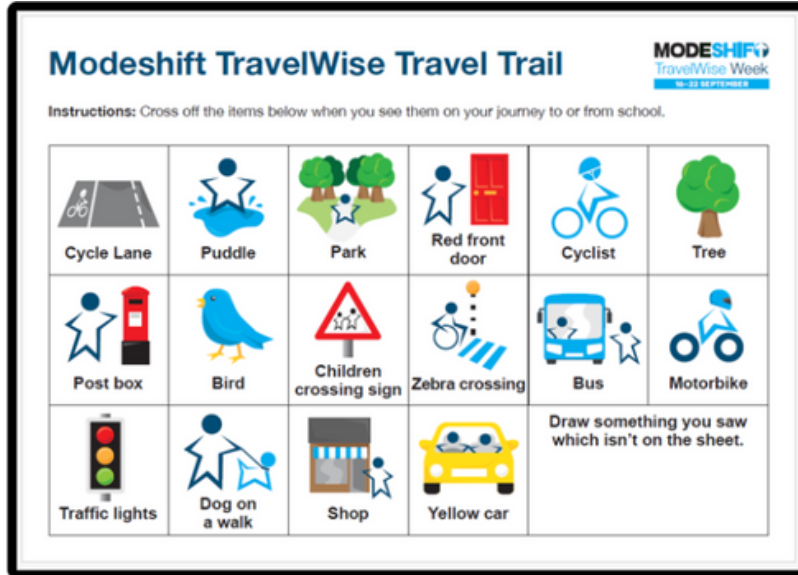 Modeshift TravelWise Travel Trail
MODESHIFT
TravelWise Week
16-22 SEPTEMBER
Instructions: Cross off the items below when you see them on your journey to or from school.
Cycle Lane
Puddle
Park
Red front
door
Cyclist
Tree
Post box
Bird
Children
crossing sign
Zebra crossing
Bus
Motorbike
Traffic lights
Dog on
a walk
Shop
Yellow car
Draw something you saw
which isn't on the sheet.